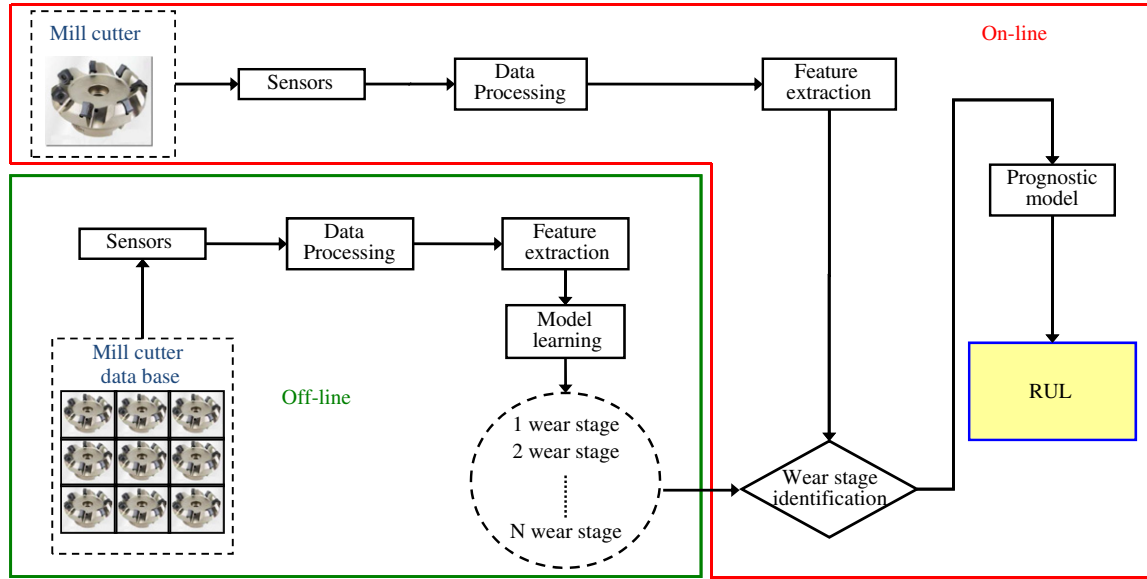 Mill cutter
On-line
Sensors
Data
Processing
Feature
extraction
Prognostic
model
Sensors
Data
Processing
Feature
extraction
Model
learning
Mill cutter
data base
Off-line
RUL
1 wear stage
2 wear stage
N wear stage
Wear stage
identification